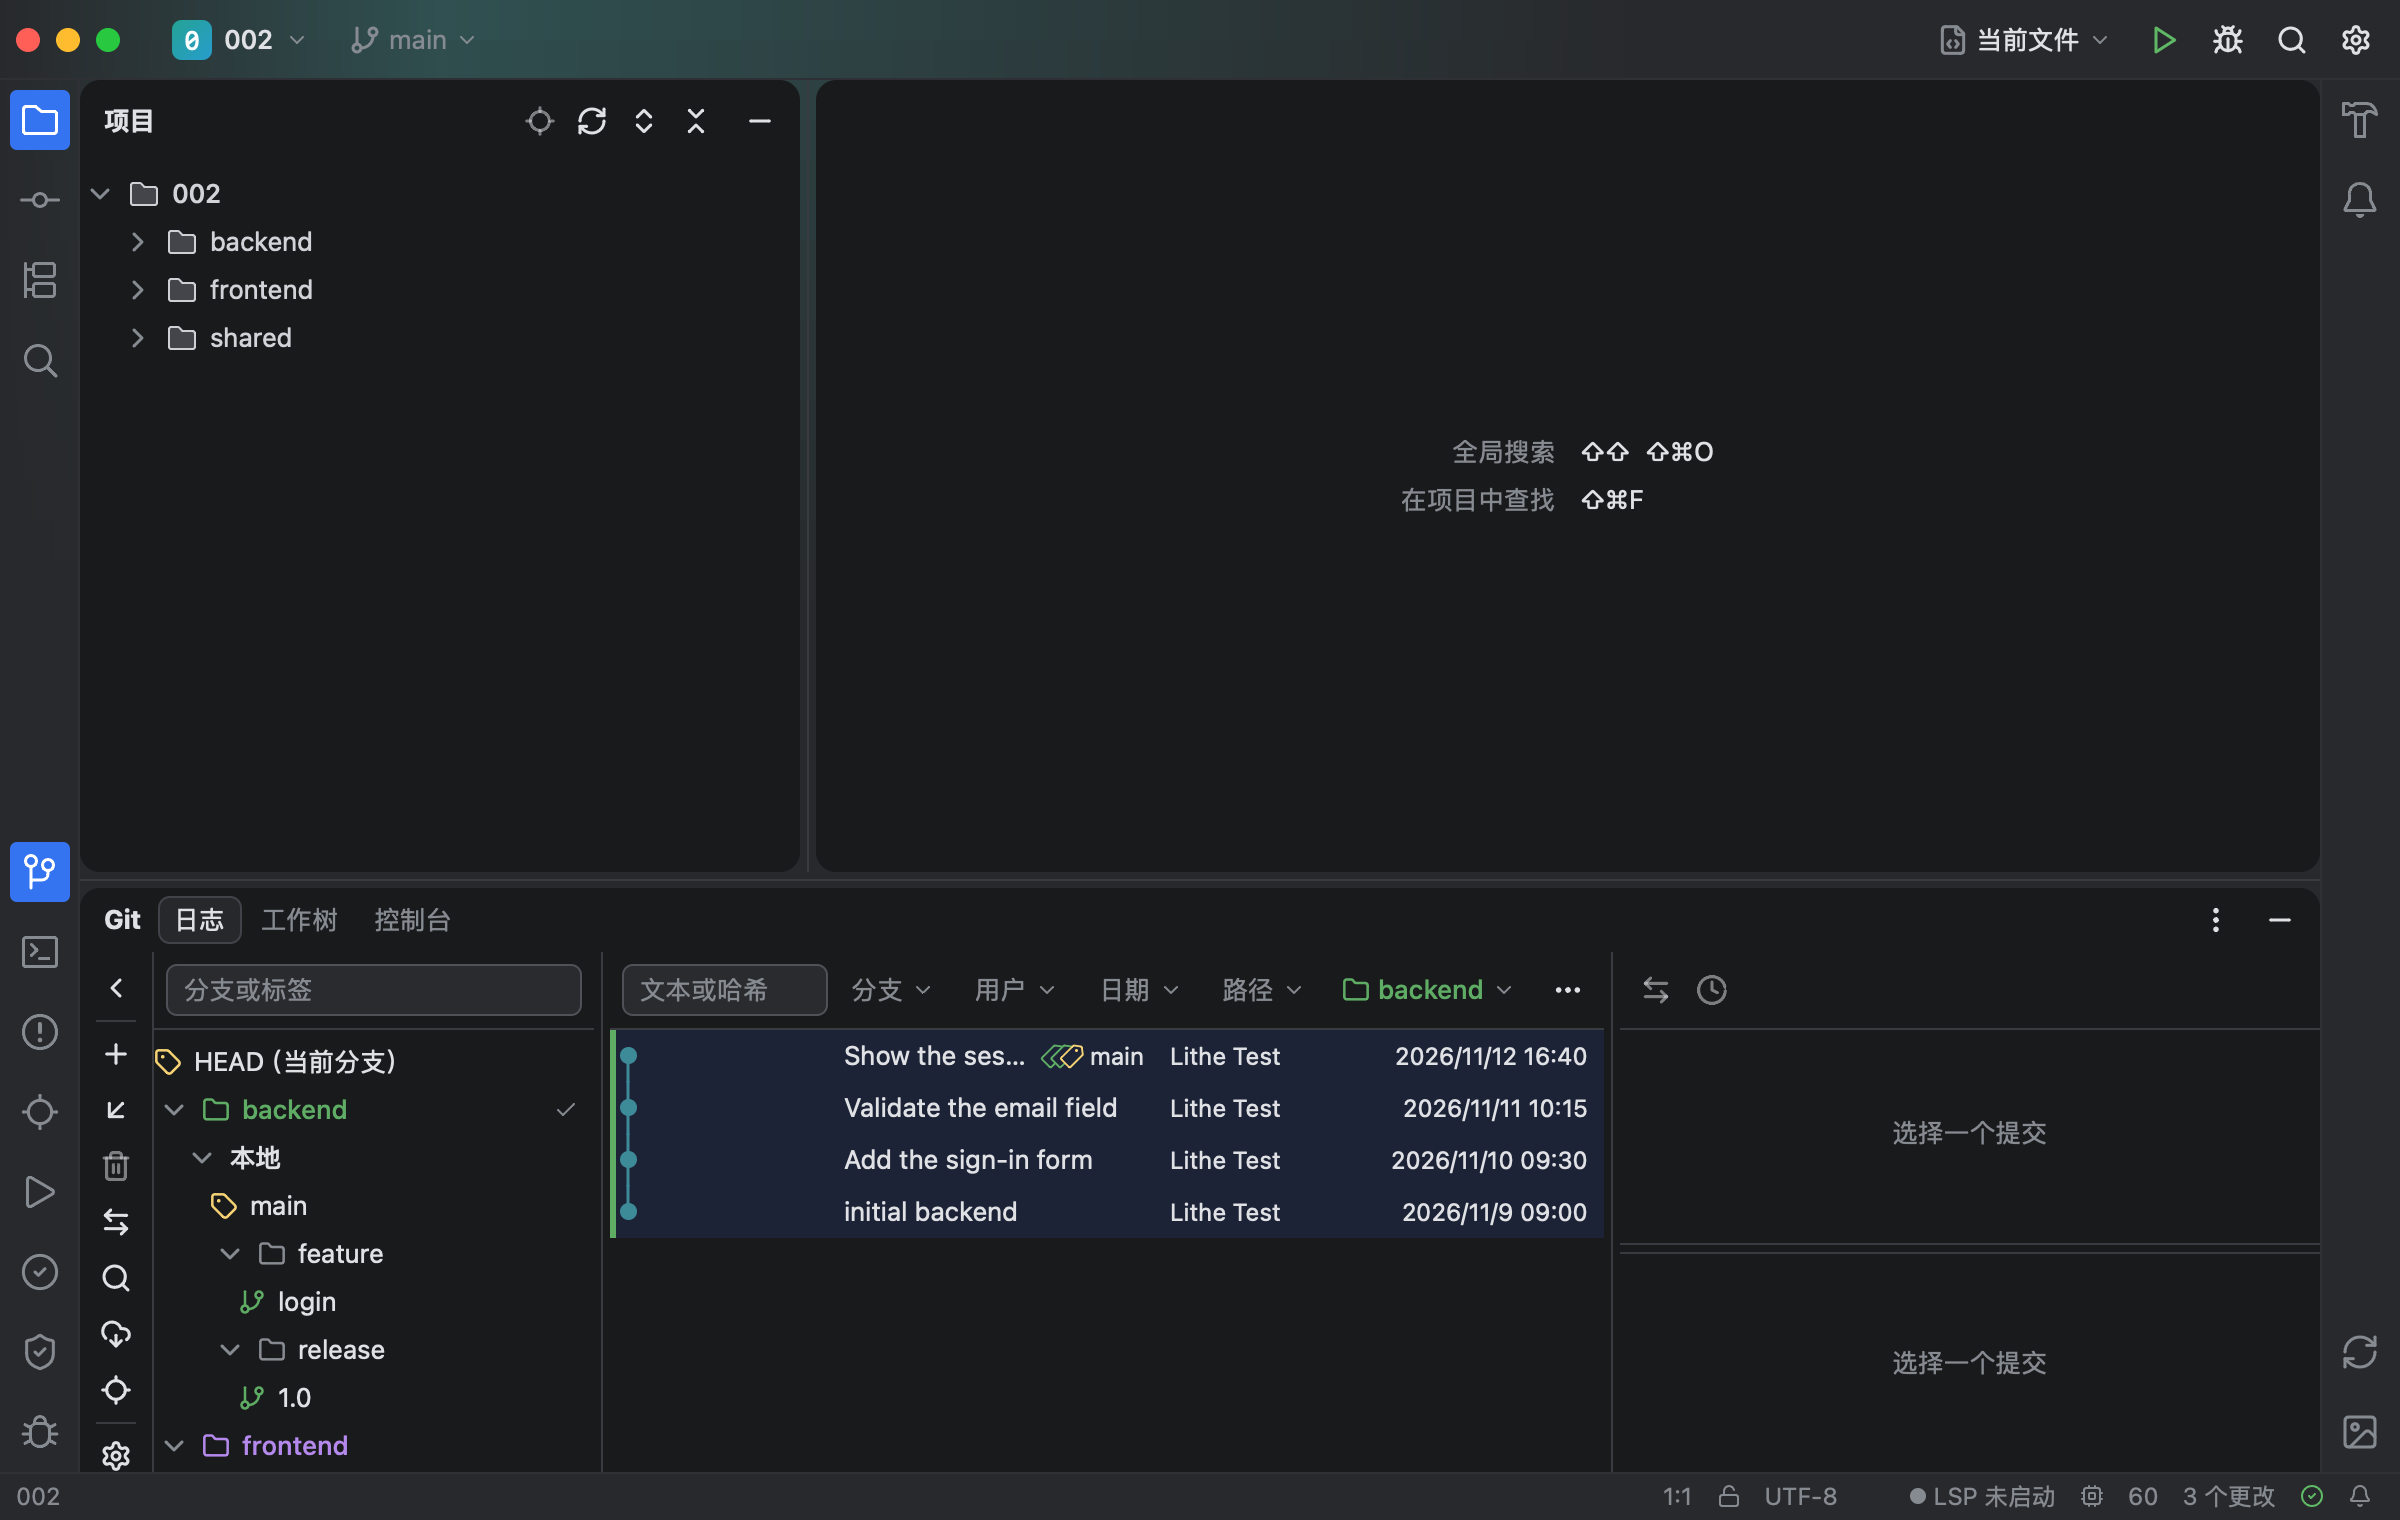 0 002 main 当前文件
项目
002
backend
frontend
shared
全局搜索 ⇧⇧ ⇧⌘O
在项目中查找 ⇧⌘F
Git 日志 工作树 控制台
分支或标签
HEAD (当前分支)
backend
本地
main
feature
login
release
1.0
frontend
文本或哈希 分支 用户 日期 路径 backend
Show the ses... main Lithe Test 2026/11/12 16:40
Validate the email field Lithe Test 2026/11/11 10:15
Add the sign-in form Lithe Test 2026/11/10 09:30
initial backend Lithe Test 2026/11/9 09:00
选择一个提交
选择一个提交
002 1:1 UTF-8 LSP 未启动 60 3 个更改